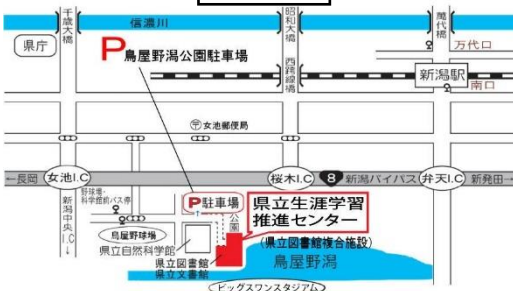 千歳大橋
信濃川
昭和大橋
萬代橋
県庁
P鳥屋野潟公園駐車場
西跨線橋
万代口
新潟駅
南口
〒女池郵便局
←長岡
女池I.C
桜木I.C
8
新潟バイパス
弁天I.C
新発田→
新潟中央I.C
↓
野球場・
科学館前バス停
P駐車場
公園
県立生涯学習
推進センター
(県立図書館複合施設)
鳥屋野球場
県立自然科学館
県立図書館
県立文書館
鳥屋野潟
ビッグスワンスタジアム